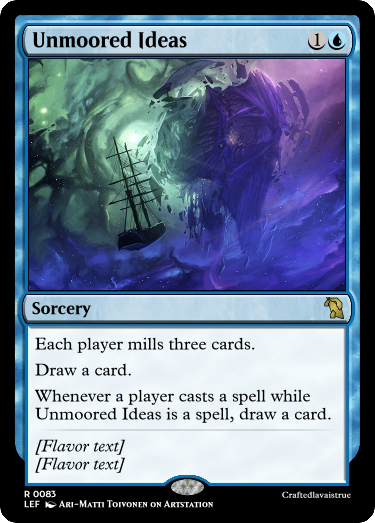 Unmoored Ideas 1
Sorcery
Each player mills three cards.
Draw a card.
Whenever a player casts a spell while
Unmoored Ideas is a spell, draw a card.
[Flavor text]
[Flavor text]
R 0083
LEF Ari-Matti Toivonen on Artstation Craftedlavaistrue